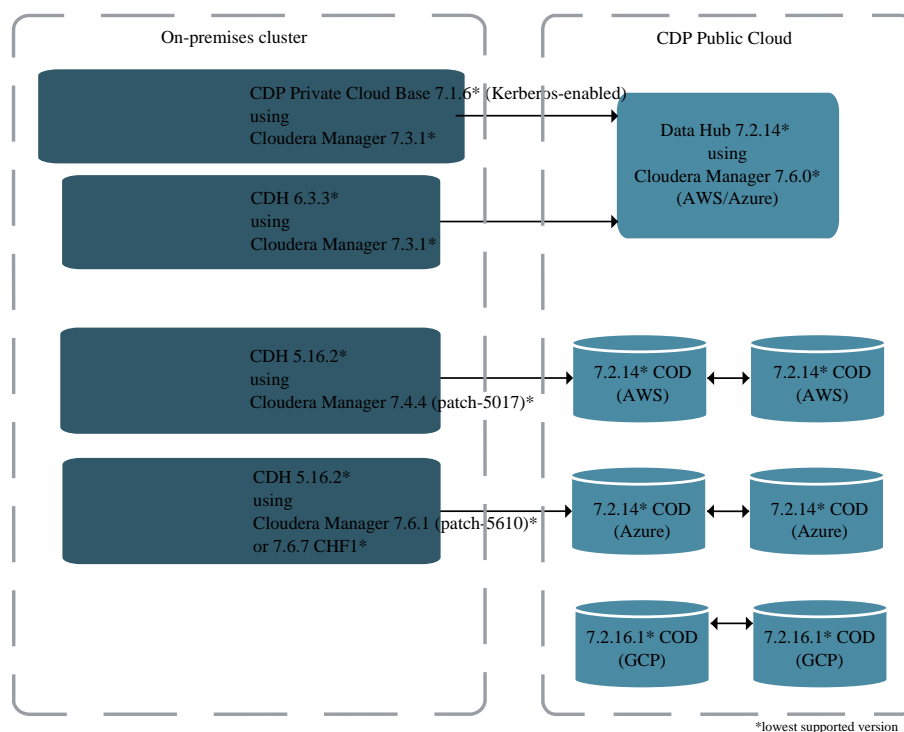 On-premises cluster
CDP Public Cloud
CDP Private Cloud Base 7.1.6* (Kerberos-enabled)
using
Cloudera Manager 7.3.1*
Data Hub 7.2.14*
using
Cloudera Manager 7.6.0*
(AWS/Azure)
CDH 6.3.3*
using
Cloudera Manager 7.3.1*
CDH 5.16.2*
using
Cloudera Manager 7.4.4 (patch-5017)*
7.2.14* COD
(AWS)
7.2.14* COD
(AWS)
CDH 5.16.2*
using
Cloudera Manager 7.6.1 (patch-5610)*
or 7.6.7 CHF1*
7.2.14* COD
(Azure)
7.2.14* COD
(Azure)
7.2.16.1* COD
(GCP)
7.2.16.1* COD
(GCP)
*lowest supported version